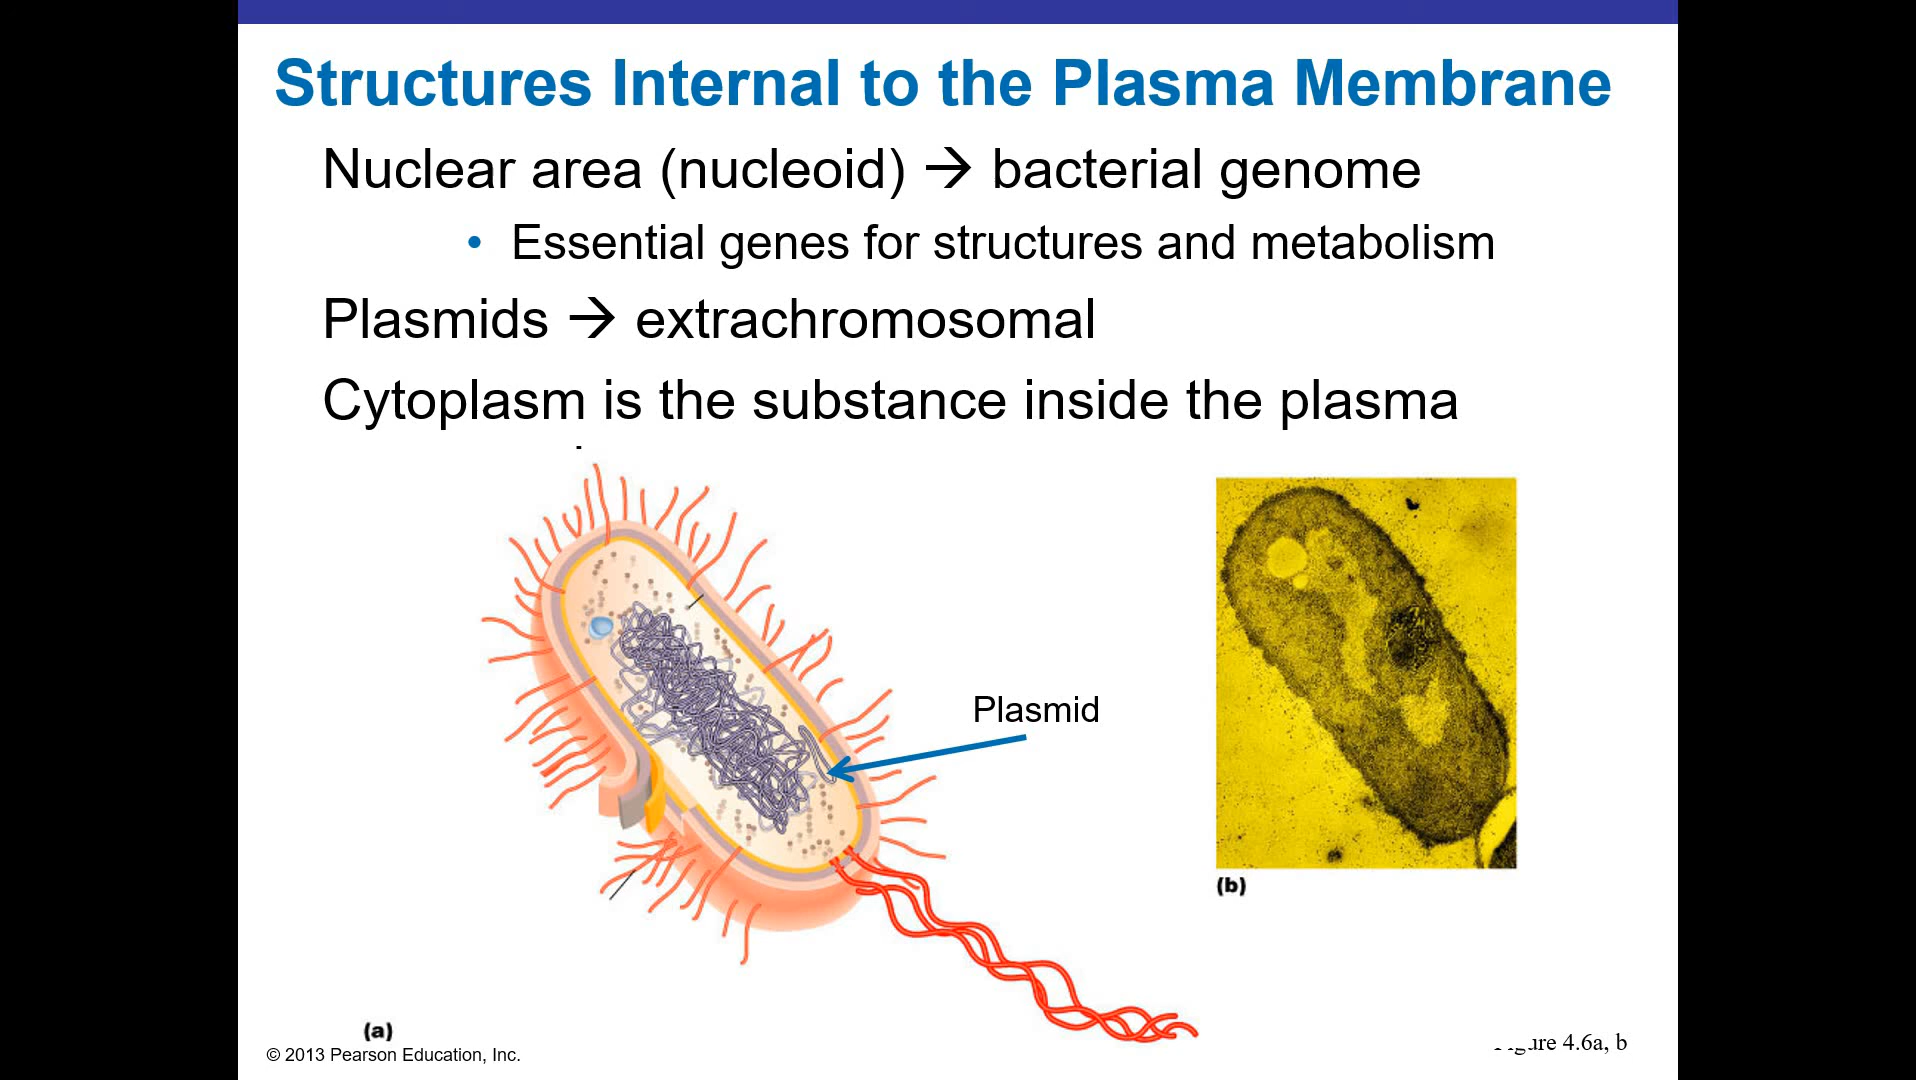 Structures Internal to the Plasma Membrane
Nuclear area (nucleoid) → bacterial genome
• Essential genes for structures and metabolism
Plasmids → extrachromosomal
Cytoplasm is the substance inside the plasma
Plasmid
(b)
(a)
© 2013 Pearson Education, Inc.
Figure 4.6a, b